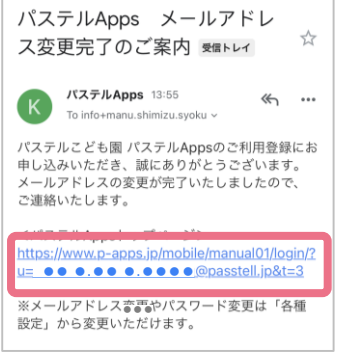 パステルApps　メールアドレ
ス変更完了のご案内 受信トレイ
K
パステルApps 13:55
To info+manu.shimizu.syoku
パステルこども園 パステルAppsのご利用登録にお
申し込みいただき、誠にありがとうございます。
メールアドレスの変更が完了いたしましたので、
ご連絡いたします。
https://www.p-apps.jp/mobile/manual01/login/?
u= ●● ●.●● ●.●●●●@passtell.jp&t=3
※メールアドレス変更やパスワード変更は「各種
設定」から変更いただけます。